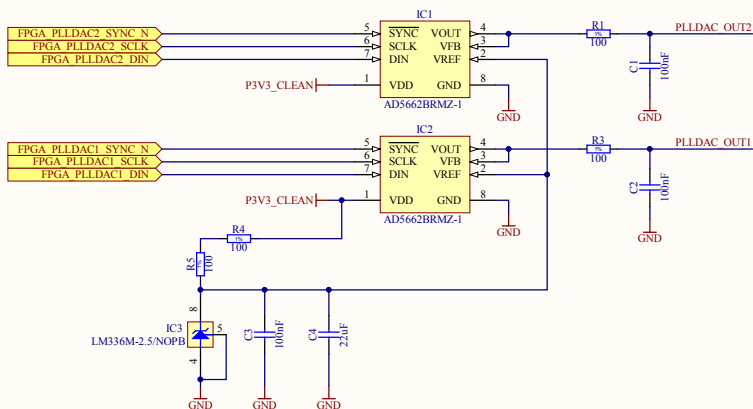 IC1
FPGA_PLLDAC2_SYNC_N 5 SYNC VOUT 4 R1 PLLDAC_OUT2
FPGA_PLLDAC2_SCLK 6 SCLK VFB 3 1%
FPGA_PLLDAC2_DIN 7 DIN VREF 2 100
C1
100nF
P3V3_CLEAN 1 VDD GND 8
AD5662BRMZ-1
GND GND
IC2
FPGA_PLLDAC1_SYNC_N 5 SYNC VOUT 4 R3 PLLDAC_OUT1
FPGA_PLLDAC1_SCLK 6 SCLK VFB 3 1%
FPGA_PLLDAC1_DIN 7 DIN VREF 2 100
C2
100nF
P3V3_CLEAN 1 VDD GND 8
AD5662BRMZ-1
GND GND
R4
1%
100
R5
1%
100
8
IC3 5
LM336M-2.5/NOPB
4
C3
100nF
C4
22uF
GND GND GND